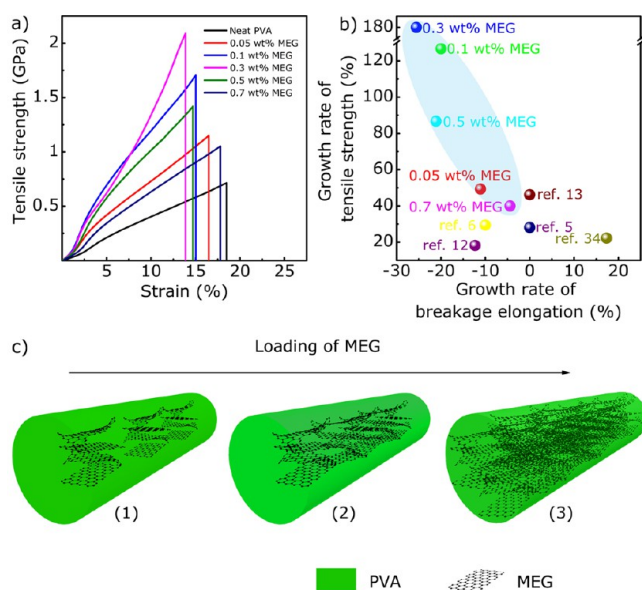 a)
Tensile strength (GPa)
2
1.5
1
0.5
0
5
10
15
20
25
Strain (%)
Neat PVA
0.05 wt% MEG
0.1 wt% MEG
0.3 wt% MEG
0.5 wt% MEG
0.7 wt% MEG
b)
Growth rate of
tensile strength (%)
180
120
100
80
60
40
20
-30
-20
-10
0
10
20
Growth rate of
breakage elongation (%)
0.3 wt% MEG
0.1 wt% MEG
0.5 wt% MEG
0.05 wt% MEG
0.7 wt% MEG
ref. 13
ref. 6
ref. 5
ref. 12
ref. 34
c)
Loading of MEG
(1)
(2)
(3)
PVA
MEG